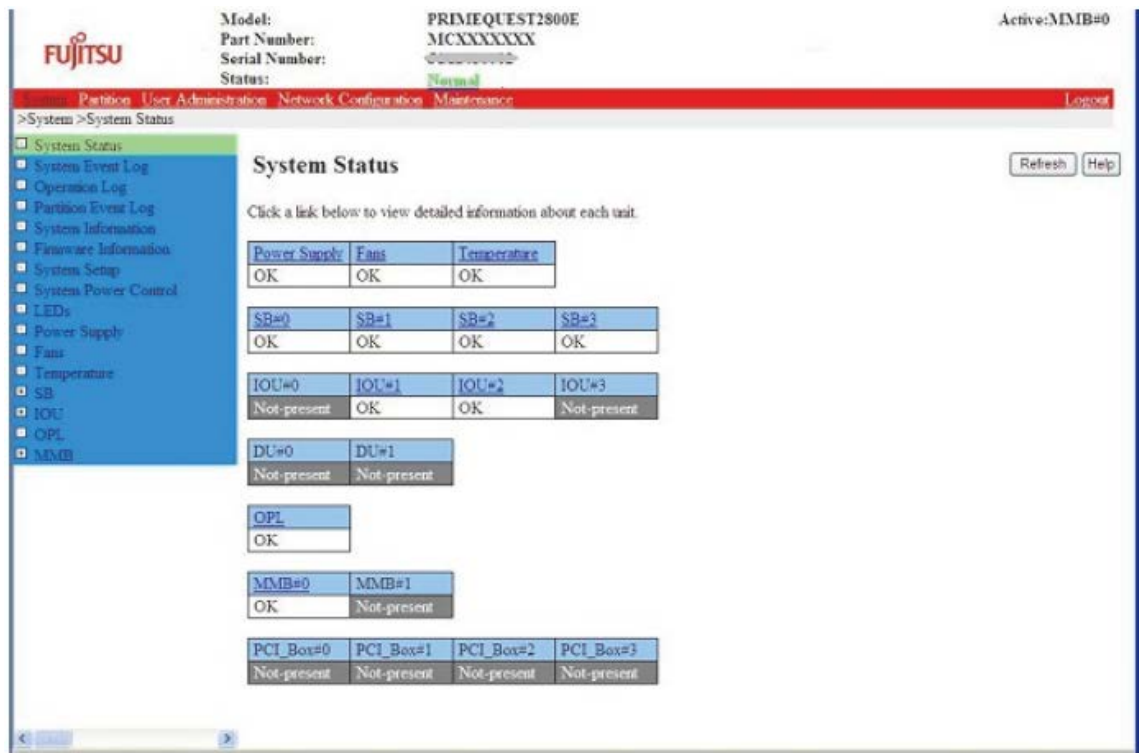 FUJITSU
Model: PRIMEQUEST2800E Active:MMB#0
Part Number: MCXXXXXXX
Serial Number:
Status: Normal
System Partition User Administration Network Configuration Maintenance Logout
>System >System Status
System Status
System Event Log
Operation Log
Partition Event Log
System Information
Firmware Information
System Setup
System Power Control
LEDs
Power Supply
Fans
Temperature
SB
IOU
OPL
MMB
System Status
Refresh Help
Click a link below to view detailed information about each unit.
Power Supply Fans Temperature
OK OK OK
SB#0 SB#1 SB#2 SB#3
OK OK OK OK
IOU#0 IOU#1 IOU#2 IOU#3
Not-present OK OK Not-present
DU#0 DU#1
Not-present Not-present
OPL
OK
MMB#0 MMB#1
OK Not-present
PCI_Box#0 PCI_Box#1 PCI_Box#2 PCI_Box#3
Not-present Not-present Not-present Not-present